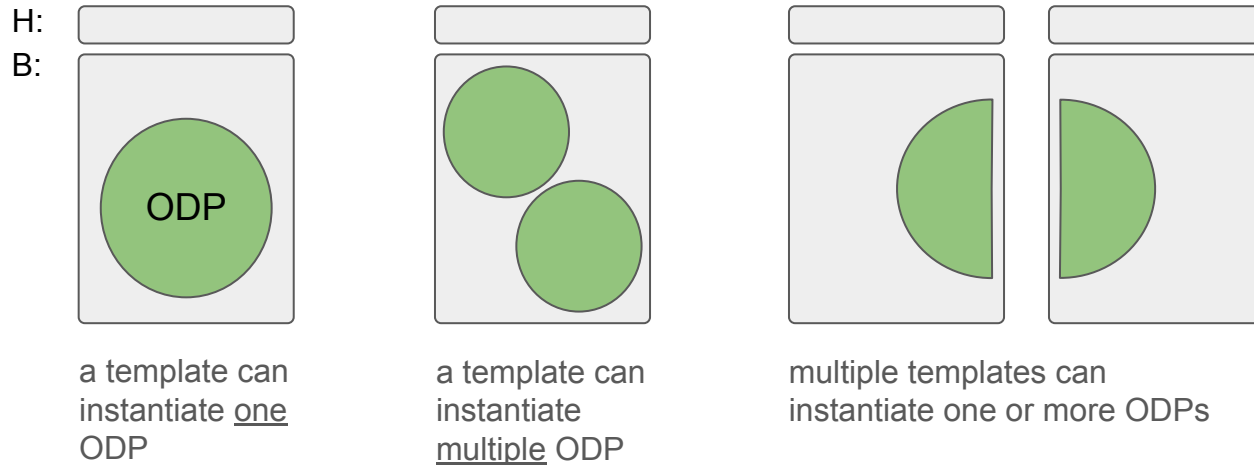 H:
B:
ODP
a template can
instantiate one
ODP
a template can
instantiate
multiple ODP
multiple templates can
instantiate one or more ODPs